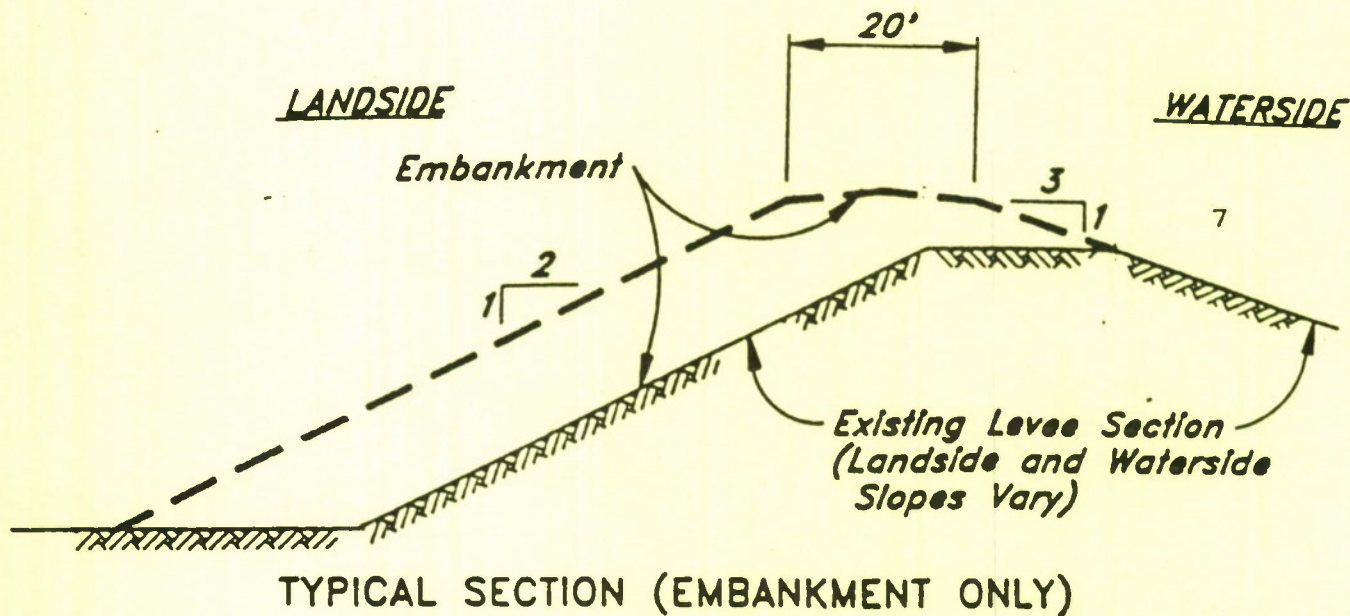 20'
LANDSIDE
WATERSIDE
Embankment
3
1
7
2
1
Existing Levee Section
(Landside and Waterside
Slopes Vary)
TYPICAL SECTION (EMBANKMENT ONLY)